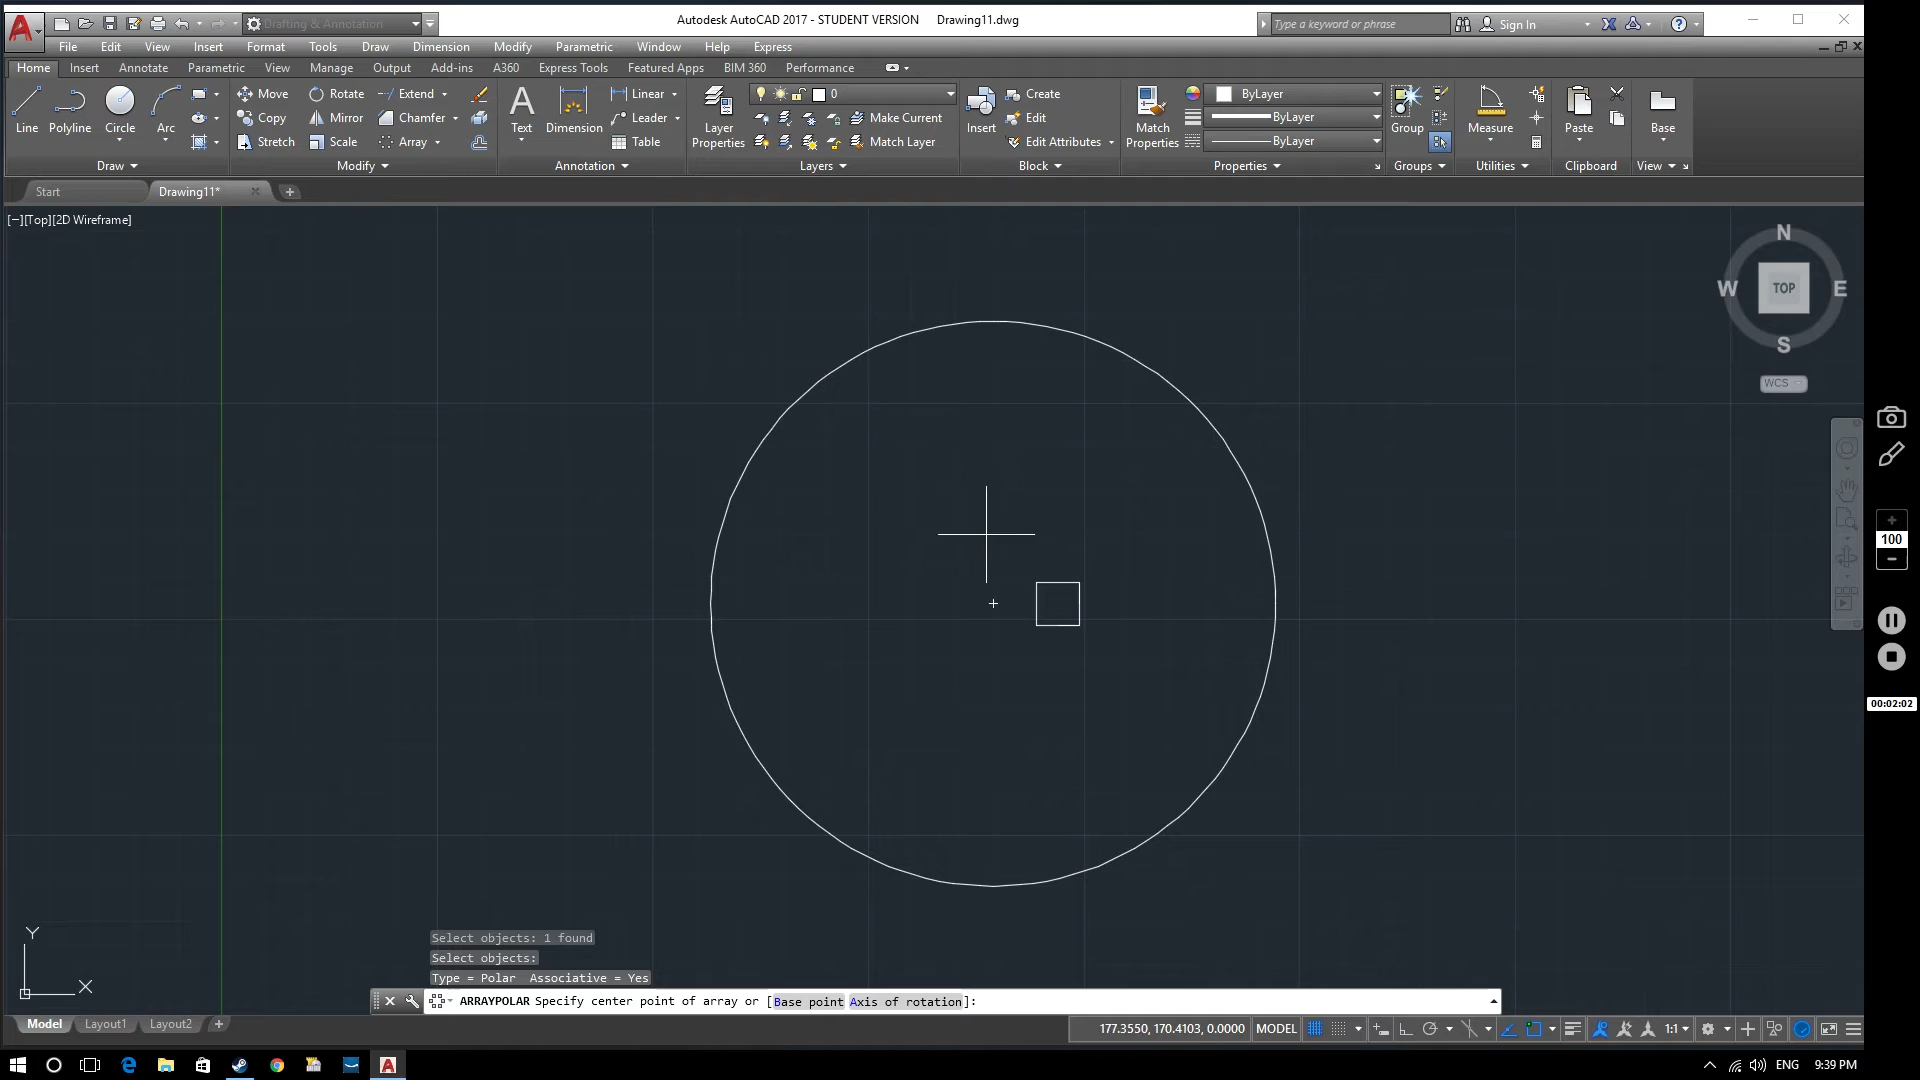 Drafting & Annotation
Autodesk AutoCAD 2017 - STUDENT VERSION Drawing11.dwg
Type a keyword or phrase
Sign In
File Edit View Insert Format Tools Draw Dimension Modify Parametric Window Help Express
Home Insert Annotate Parametric View Manage Output Add-ins A360 Express Tools Featured Apps BIM 360 Performance
Line Polyline Circle Arc
Draw
Move Rotate Extend
Copy Mirror Chamfer
Stretch Scale Array
Modify
Text Dimension
Linear
Leader
Table
Annotation
Layer Properties
0
Make Current
Match Layer
Layers
Insert
Create
Edit
Edit Attributes
Block
Match Properties
ByLayer
ByLayer
ByLayer
Properties
Group
Groups
Measure
Utilities
Paste
Clipboard
Base
View
Start Drawing11*
[−][Top][2D Wireframe]
N
W TOP E
S
WCS
100
00:02:02
Y
X
Select objects: 1 found
Select objects:
Type = Polar Associative = Yes
ARRAYPOLAR Specify center point of array or [Base point Axis of rotation]:
Model Layout1 Layout2
177.3550, 170.4103, 0.0000 MODEL 1:1
ENG 9:39 PM